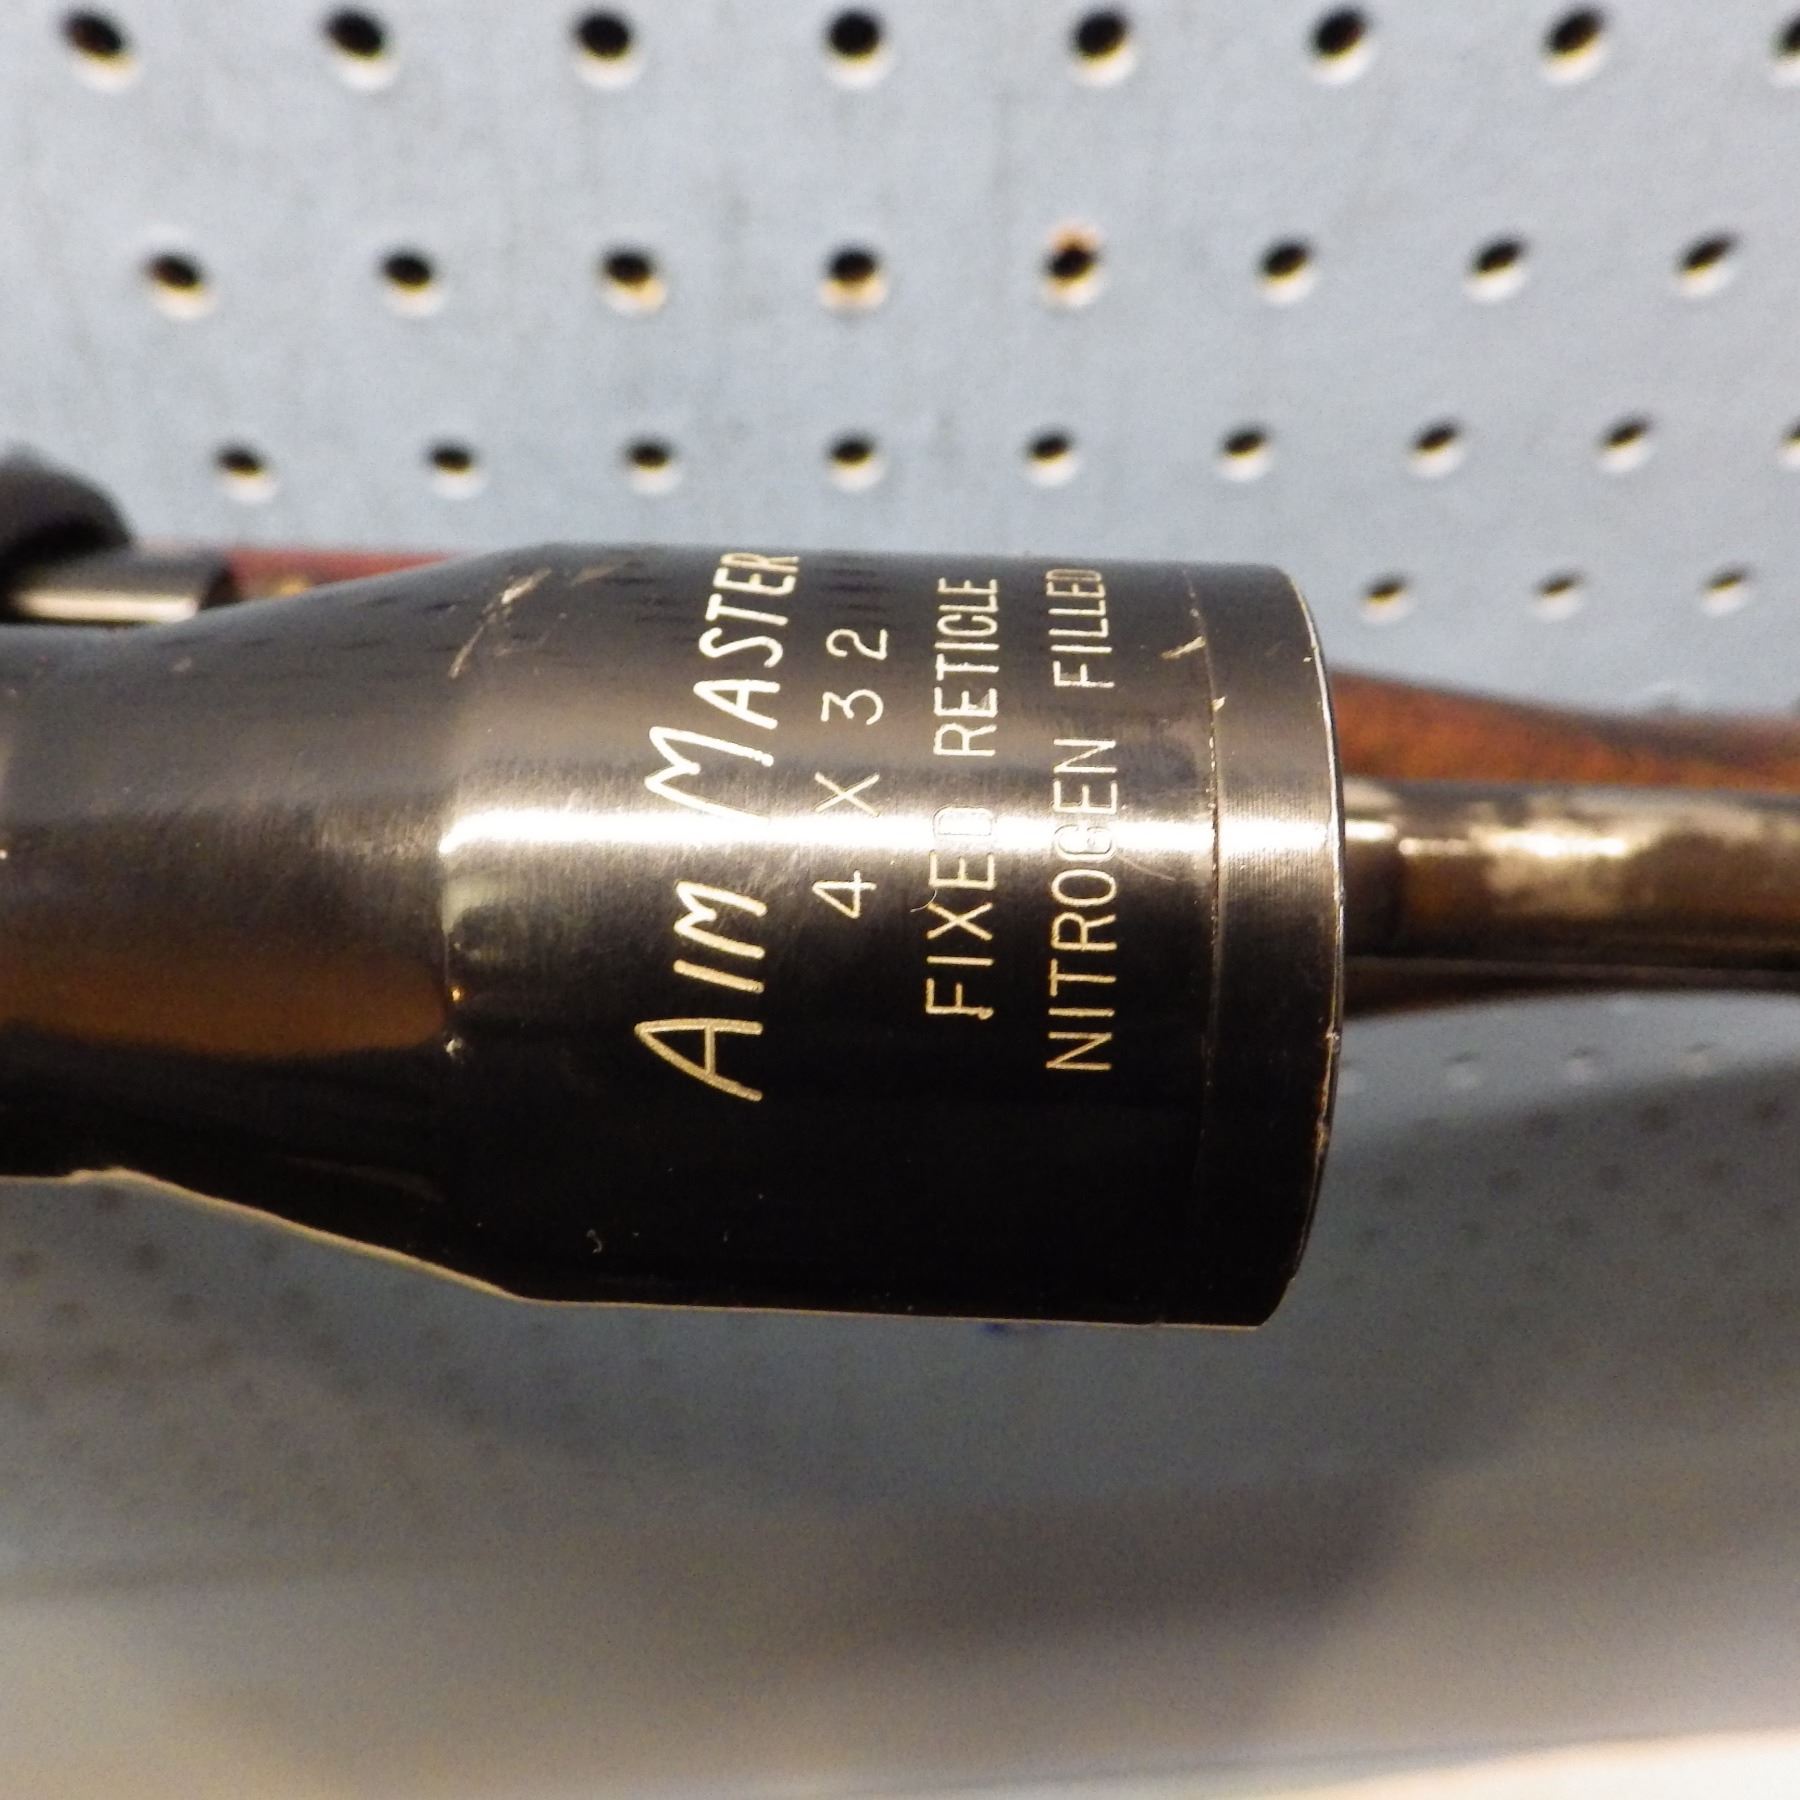 AIM MASTER
4 X 32
FIXED RETICLE
NITROGEN FILLED